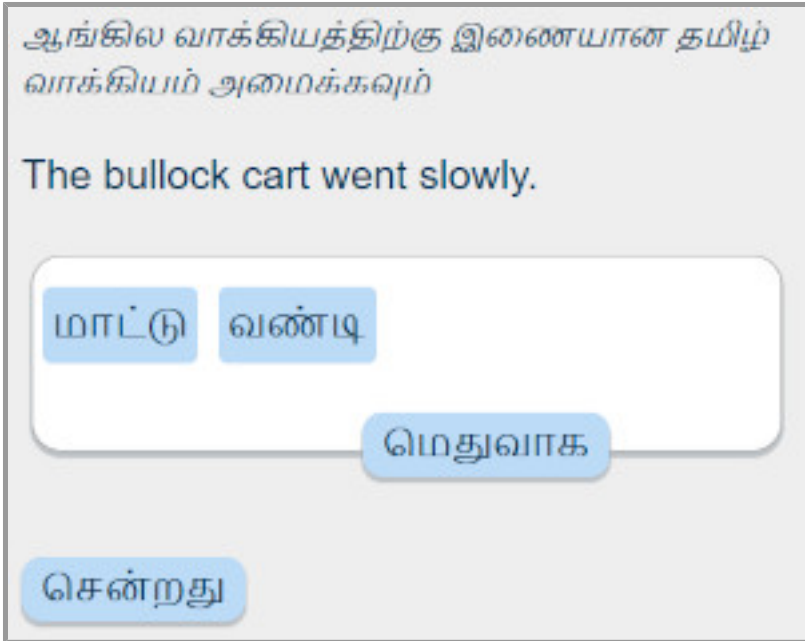 ஆங்கில வாக்கியத்திற்கு இணையான தமிழ்
வாக்கியம் அமைக்கவும்
The bullock cart went slowly.
மாட்டு வண்டி
மெதுவாக
சென்றது